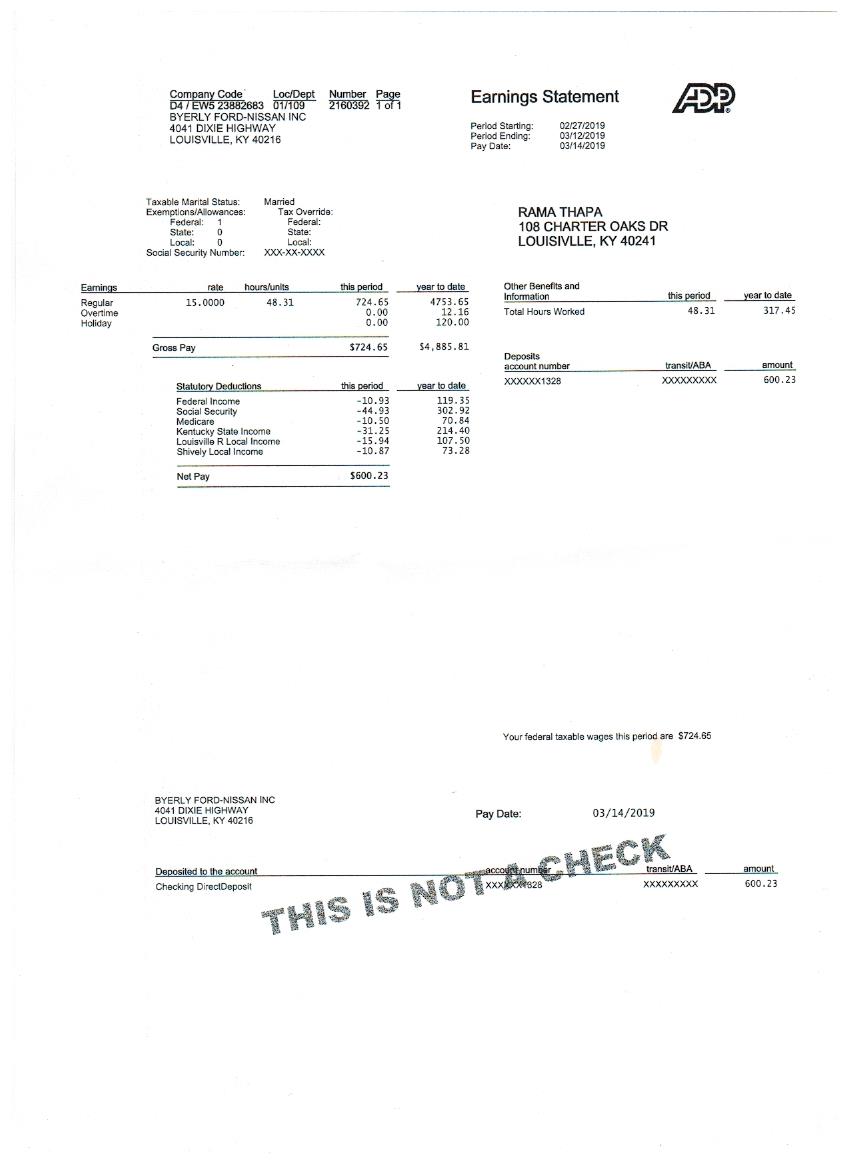 Company Code Loc/Dept Number Page
D4 / EW5 23882683 01/109 2160392 1 of 1
BYERLY FORD-NISSAN INC
4041 DIXIE HIGHWAY
LOUISVILLE, KY 40216
Earnings Statement
ADP®
Period Starting: 02/27/2019
Period Ending: 03/12/2019
Pay Date: 03/14/2019
Taxable Marital Status: Married
Exemptions/Allowances: Tax Override:
Federal: 1 Federal:
State: 0 State:
Local: 0 Local:
Social Security Number: XXX-XX-XXXX
RAMA THAPA
108 CHARTER OAKS DR
LOUISIVLLE, KY 40241
Earnings rate hours/units this period year to date
Regular 15.0000 48.31 724.65 4753.65
Overtime 0.00 12.16
Holiday 0.00 120.00
Gross Pay $724.65 $4,885.81
Other Benefits and
Information this period year to date
Total Hours Worked 48.31 317.45
Deposits
account number transit/ABA amount
XXXXXX1328 XXXXXXXXX 600.23
Statutory Deductions this period year to date
Federal Income -10.93 119.35
Social Security -44.93 302.92
Medicare -10.50 70.84
Kentucky State Income -31.25 214.40
Louisville R Local Income -15.94 107.50
Shively Local Income -10.87 73.28
Net Pay $600.23
Your federal taxable wages this period are $724.65
BYERLY FORD-NISSAN INC
4041 DIXIE HIGHWAY
LOUISVILLE, KY 40216
Pay Date: 03/14/2019
Deposited to the account account number transit/ABA amount
Checking DirectDeposit XXXXXX1328 XXXXXXXXX 600.23
THIS IS NOT A CHECK